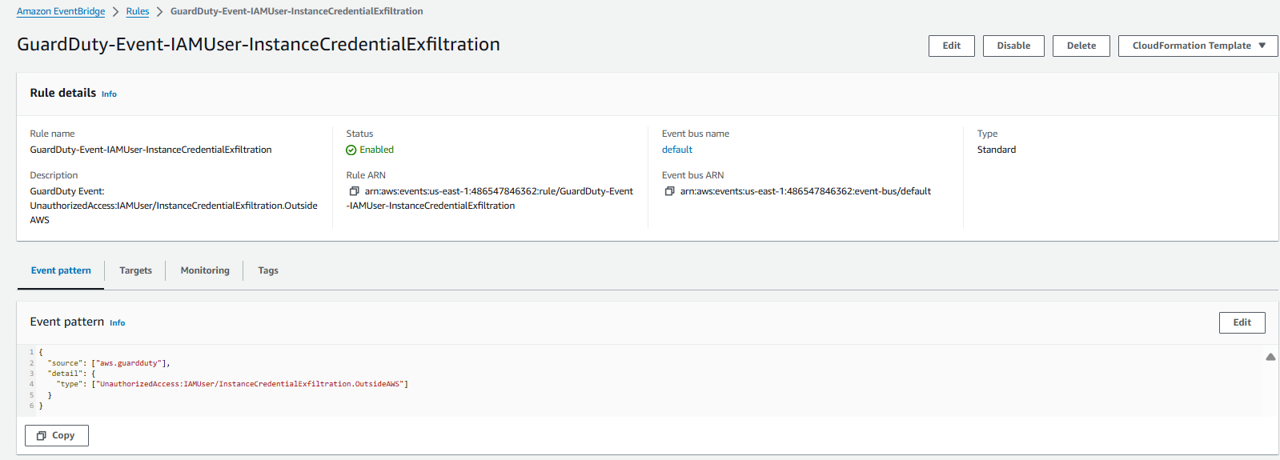 Amazon EventBridge > Rules > GuardDuty-Event-IAMUser-InstanceCredentialExfiltration
GuardDuty-Event-IAMUser-InstanceCredentialExfiltration
Edit
Disable
Delete
CloudFormation Template
Rule details Info
Rule name
GuardDuty-Event-IAMUser-InstanceCredentialExfiltration
Description
GuardDuty Event:
UnauthorizedAccess:IAMUser/InstanceCredentialExfiltration.Outside
AWS
Status
Enabled
Rule ARN
arn:aws:events:us-east-1:486547846362:rule/GuardDuty-Event
-IAMUser-InstanceCredentialExfiltration
Event bus name
default
Event bus ARN
arn:aws:events:us-east-1:486547846362:event-bus/default
Type
Standard
Event pattern
Targets
Monitoring
Tags
Event pattern Info
Edit
1 {
2 "source": ["aws.guardduty"],
3 "detail": {
4 "type": ["UnauthorizedAccess:IAMUser/InstanceCredentialExfiltration.OutsideAWS"]
5 }
6 }
Copy